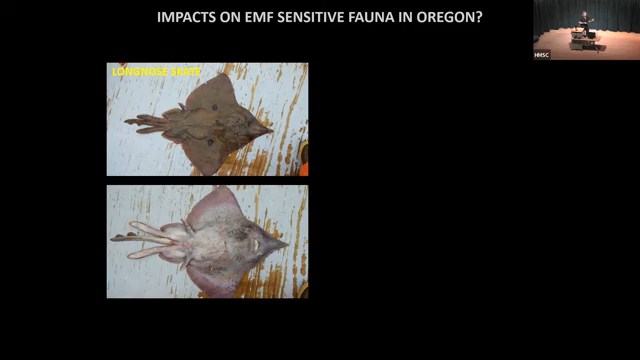 IMPACTS ON EMF SENSITIVE FAUNA IN OREGON?
LONGNOSE SKATE
HMSC